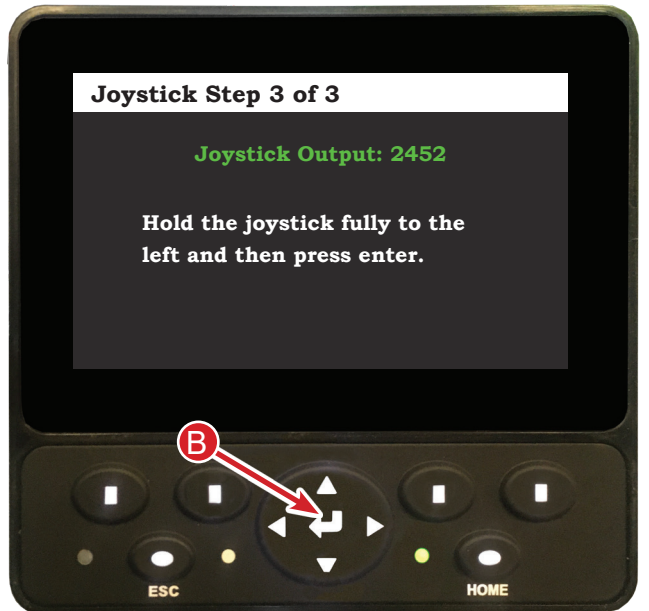 Joystick Step 3 of 3
Joystick Output: 2452
Hold the joystick fully to the
left and then press enter.
B
ESC
HOME